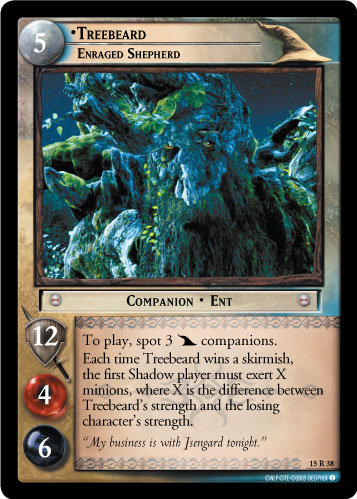 5
•Treebeard
Enraged Shepherd
Companion • Ent
12
4
6
To play, spot 3 companions.
Each time Treebeard wins a skirmish,
the first Shadow player must exert X
minions, where X is the difference between
Treebeard's strength and the losing
character's strength.
"My business is with Isengard tonight."
15 R 38